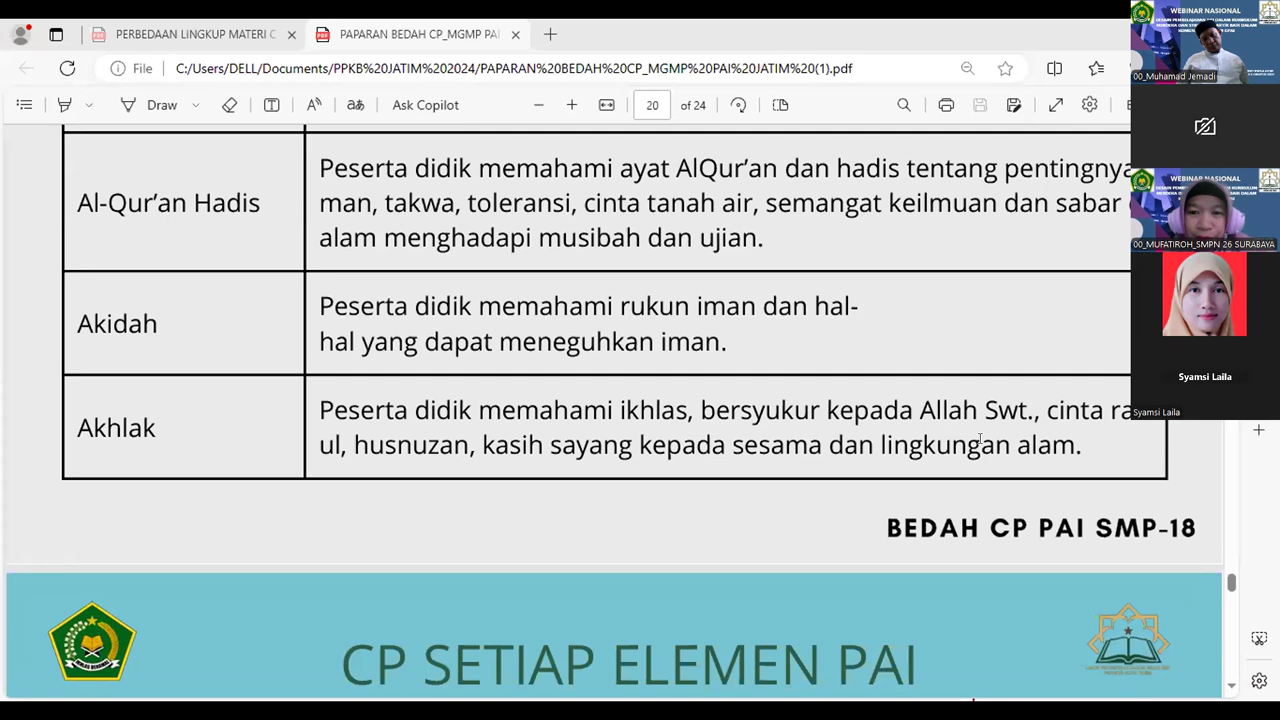 PERBEDAAN LINGKUP MATERI C
PAPARAN BEDAH CP_MGMP PAI
File
C:/Users/DELL/Documents/PPKB%20JATIM%202024/PAPARAN%20BEDAH%20CP_MGMP%20PAI%20JATIM%20(1).pdf
Draw
Ask Copilot
20
of 24
Al-Qur’an Hadis
Peserta didik memahami ayat AlQur’an dan hadis tentang pentingnya
man, takwa, toleransi, cinta tanah air, semangat keilmuan dan sabar
alam menghadapi musibah dan ujian.
Akidah
Peserta didik memahami rukun iman dan hal-
hal yang dapat meneguhkan iman.
Akhlak
Peserta didik memahami ikhlas, bersyukur kepada Allah Swt., cinta ra
ul, husnuzan, kasih sayang kepada sesama dan lingkungan alam.
BEDAH CP PAI SMP-18
CP SETIAP ELEMEN PAI
WEBINAR NASIONAL
00_Muhamad Jemadi
WEBINAR NASIONAL
00_MUFATIROH_SMPN 26 SURABAYA
Syamsi Laila
Syamsi Laila